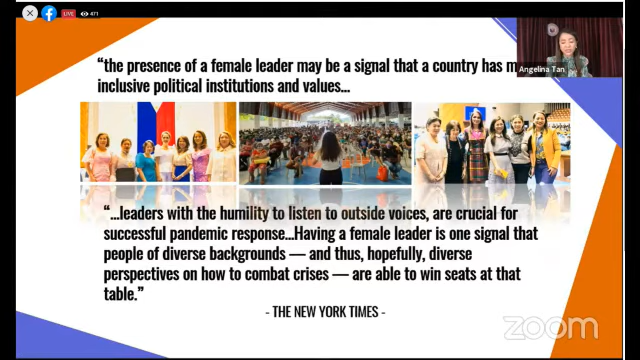 LIVE
471
Angelina Tan
“the presence of a female leader may be a signal that a country has
inclusive political institutions and values...
“...leaders with the humility to listen to outside voices, are crucial for
successful pandemic response...Having a female leader is one signal that
people of diverse backgrounds — and thus, hopefully, diverse
perspectives on how to combat crises — are able to win seats at that
table.”
- THE NEW YORK TIMES -
zoom